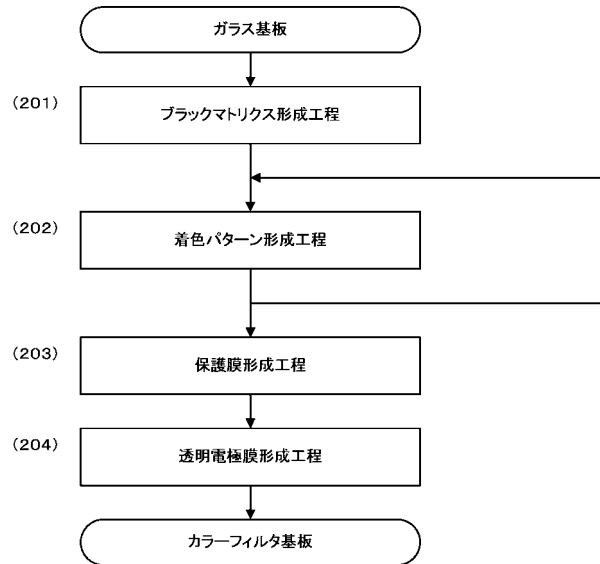 ガラス基板
(201)
ブラックマトリクス形成工程
(202)
着色パターン形成工程
(203)
保護膜形成工程
(204)
透明電極膜形成工程
カラーフィルタ基板